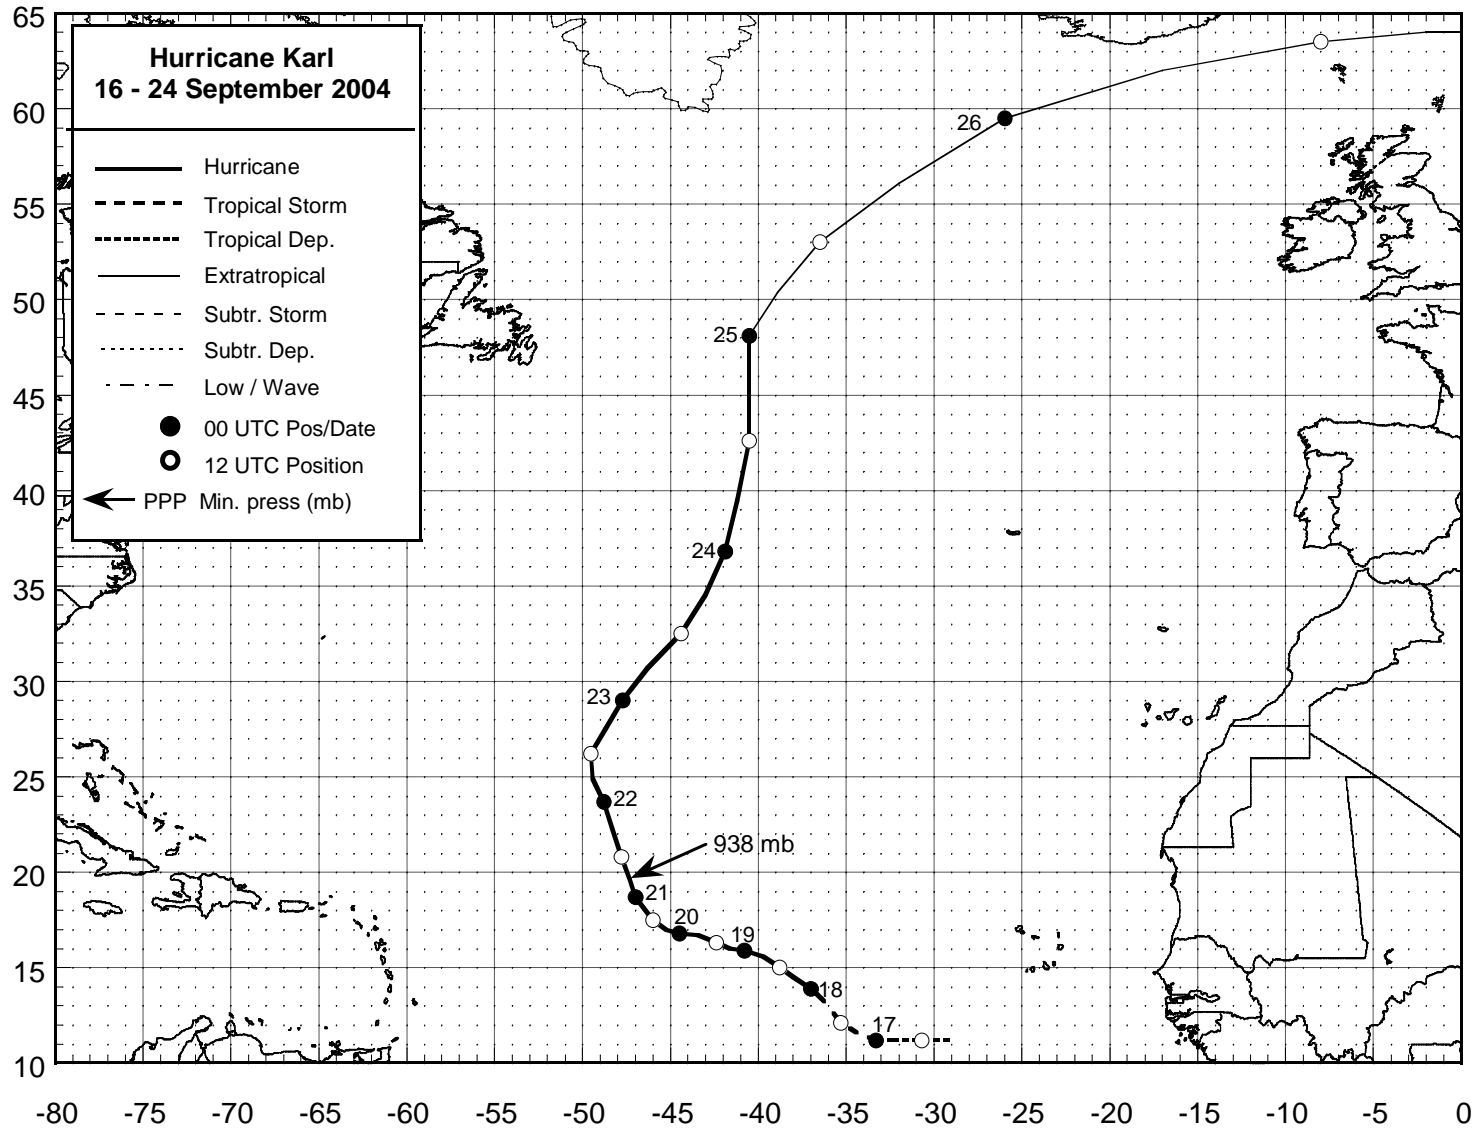 Hurricane Karl
16 - 24 September 2004
Hurricane
Tropical Storm
Tropical Dep.
Extratropical
Subtr. Storm
Subtr. Dep.
Low / Wave
00 UTC Pos/Date
12 UTC Position
PPP Min. press (mb)
65
60
55
50
45
40
35
30
25
20
15
10
26
25
24
23
22
938 mb
21
20
19
18
17
-80 -75 -70 -65 -60 -55 -50 -45 -40 -35 -30 -25 -20 -15 -10 -5 0